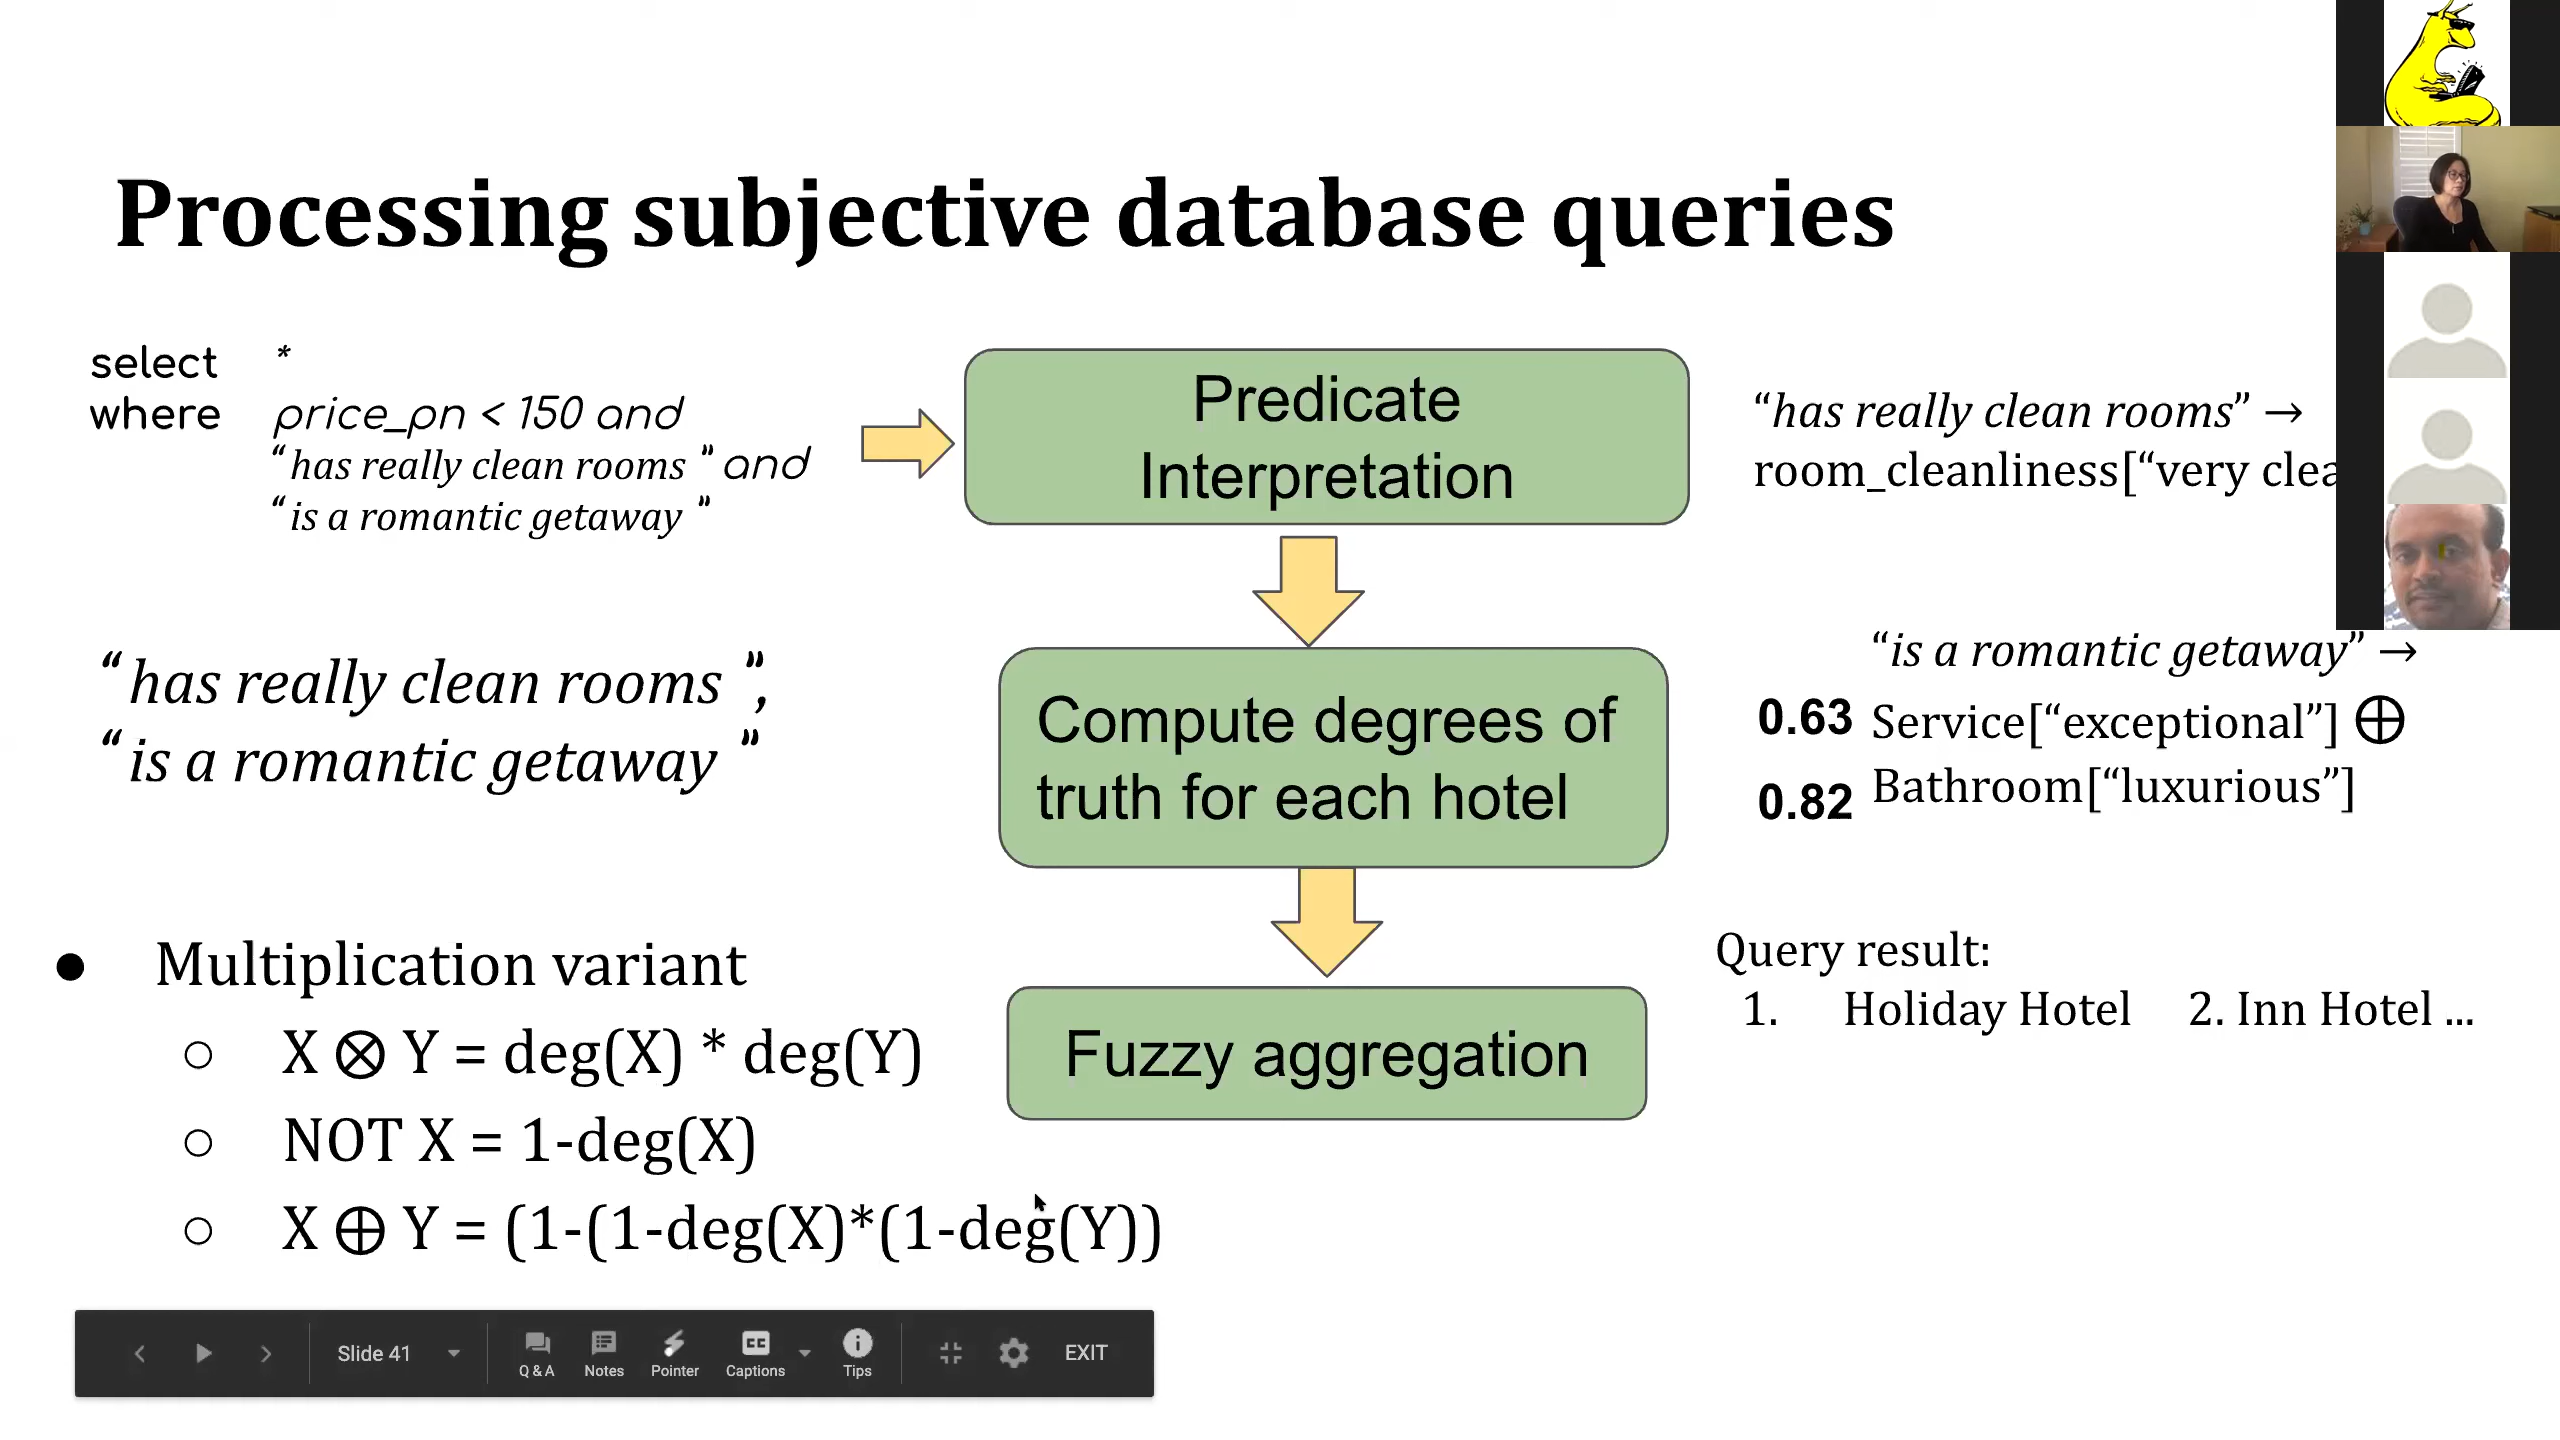 Processing subjective database queries
select *
where price_pn < 150 and
“has really clean rooms” and
“is a romantic getaway”
Predicate
Interpretation
“has really clean rooms” →
room_cleanliness[“very clea
“has really clean rooms”,
“is a romantic getaway”
Compute degrees of
truth for each hotel
“is a romantic getaway” →
0.63 Service[“exceptional”] ⊕
0.82 Bathroom[“luxurious”]
● Multiplication variant
○ X ⊗ Y = deg(X) * deg(Y)
○ NOT X = 1-deg(X)
○ X ⊕ Y = (1-(1-deg(X)*(1-deg(Y))
Fuzzy aggregation
Query result:
1. Holiday Hotel 2. Inn Hotel ...
Slide 41
Q & A Notes Pointer CC Captions Tips EXIT